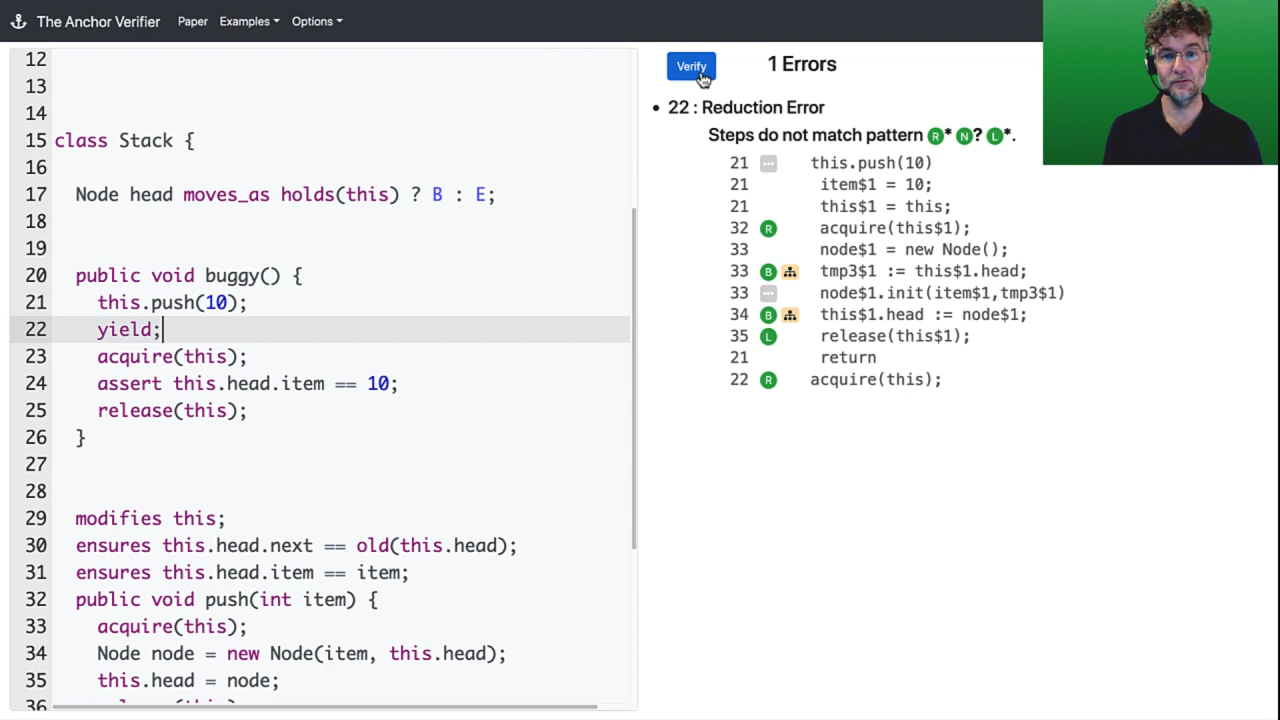 The Anchor Verifier Paper Examples Options
12
13
14
15 class Stack {
16
17 Node head moves_as holds(this) ? B : E;
18
19
20 public void buggy() {
21 this.push(10);
22 yield;
23 acquire(this);
24 assert this.head.item == 10;
25 release(this);
26 }
27
28
29 modifies this;
30 ensures this.head.next == old(this.head);
31 ensures this.head.item == item;
32 public void push(int item) {
33 acquire(this);
34 Node node = new Node(item, this.head);
35 this.head = node;
36
Verify 1 Errors
• 22 : Reduction Error
Steps do not match pattern R* N? L*.
21 ... this.push(10)
21 item$1 = 10;
21 this$1 = this;
32 R acquire(this$1);
33 node$1 = new Node();
33 B tmp3$1 := this$1.head;
33 ... node$1.init(item$1,tmp3$1)
34 B this$1.head := node$1;
35 L release(this$1);
21 return
22 R acquire(this);